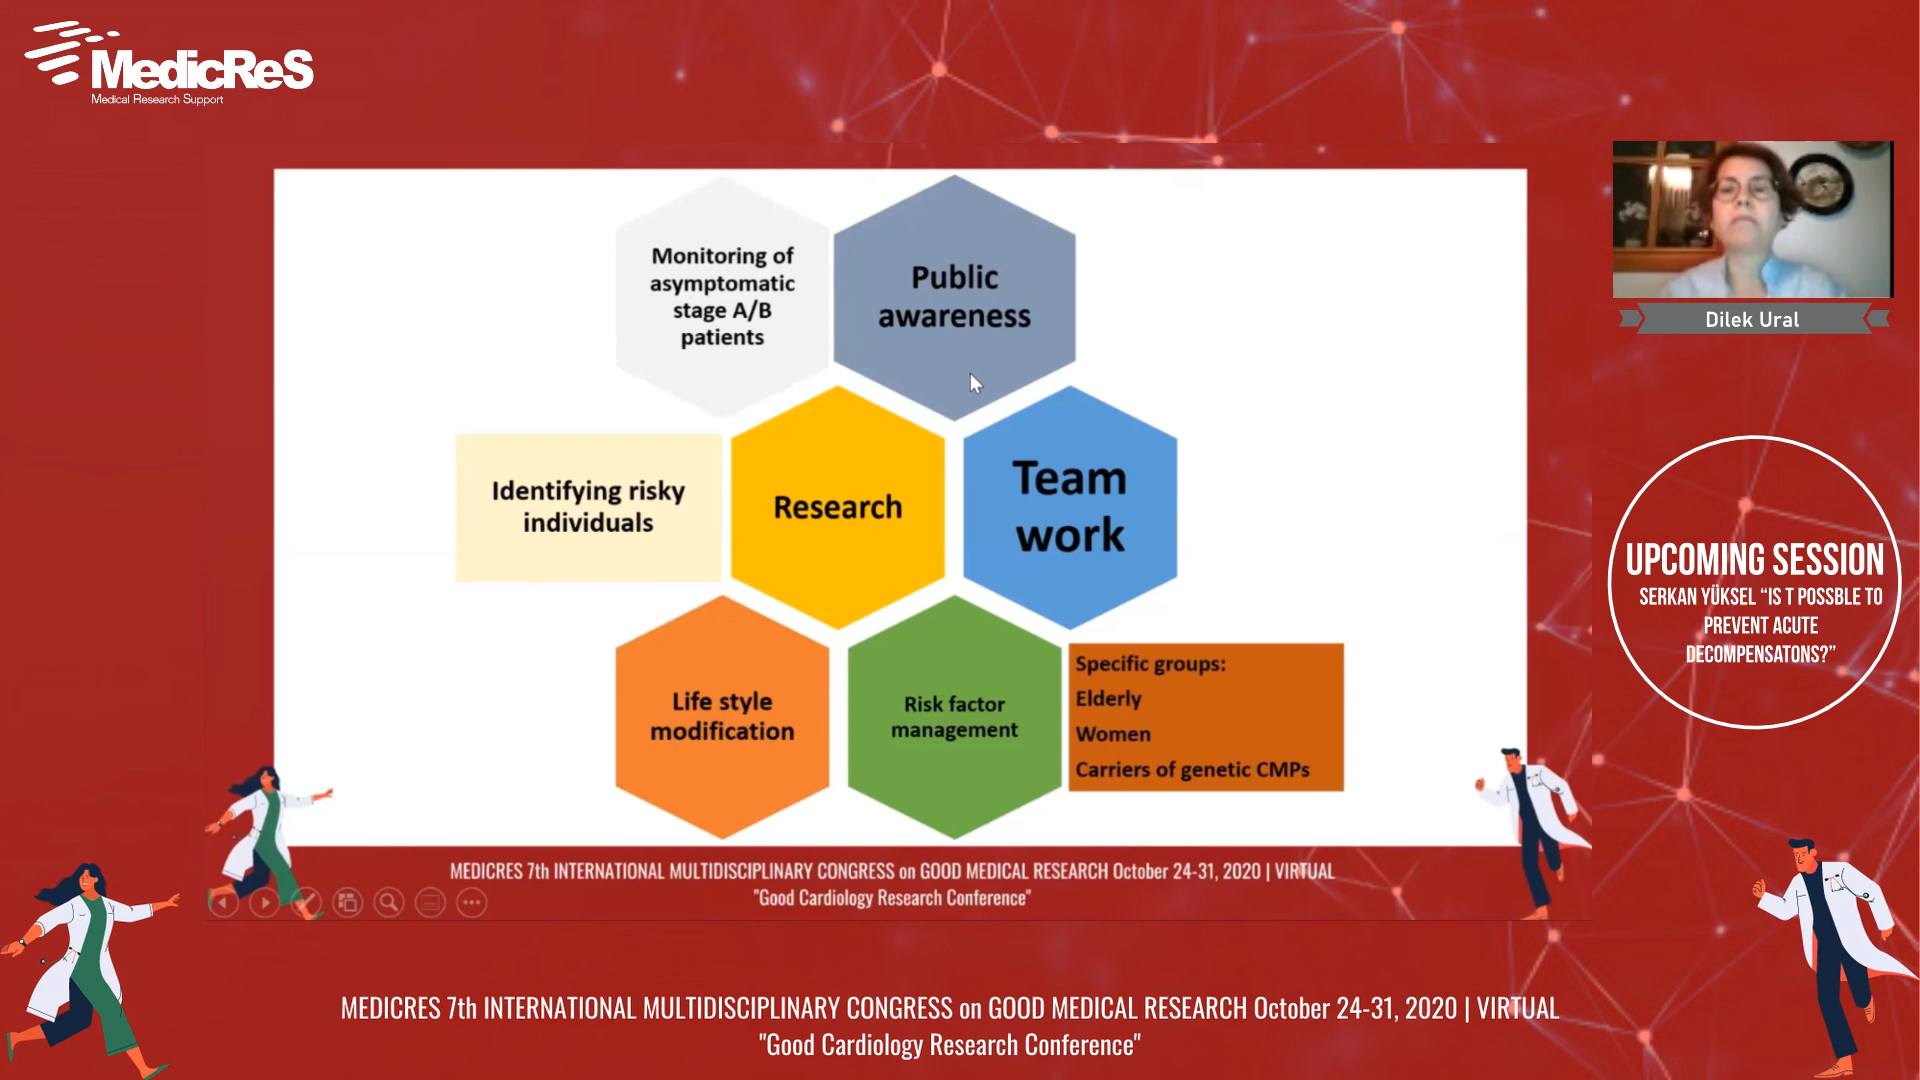 MedicReS
Medical Research Support
Monitoring of
asymptomatic
stage A/B
patients
Public
awareness
Identifying risky
individuals
Research
Team
work
Life style
modification
Risk factor
management
Specific groups:
Elderly
Women
Carriers of genetic CMPs
MEDICRES 7th INTERNATIONAL MULTIDISCIPLINARY CONGRESS on GOOD MEDICAL RESEARCH October 24-31, 2020 | VIRTUAL
"Good Cardiology Research Conference"
Dilek Ural
UPCOMING SESSION
SERKAN YÜKSEL “IS T POSSBLE TO
PREVENT ACUTE
DECOMPENSATONS?”
MEDICRES 7th INTERNATIONAL MULTIDISCIPLINARY CONGRESS on GOOD MEDICAL RESEARCH October 24-31, 2020 | VIRTUAL
"Good Cardiology Research Conference"